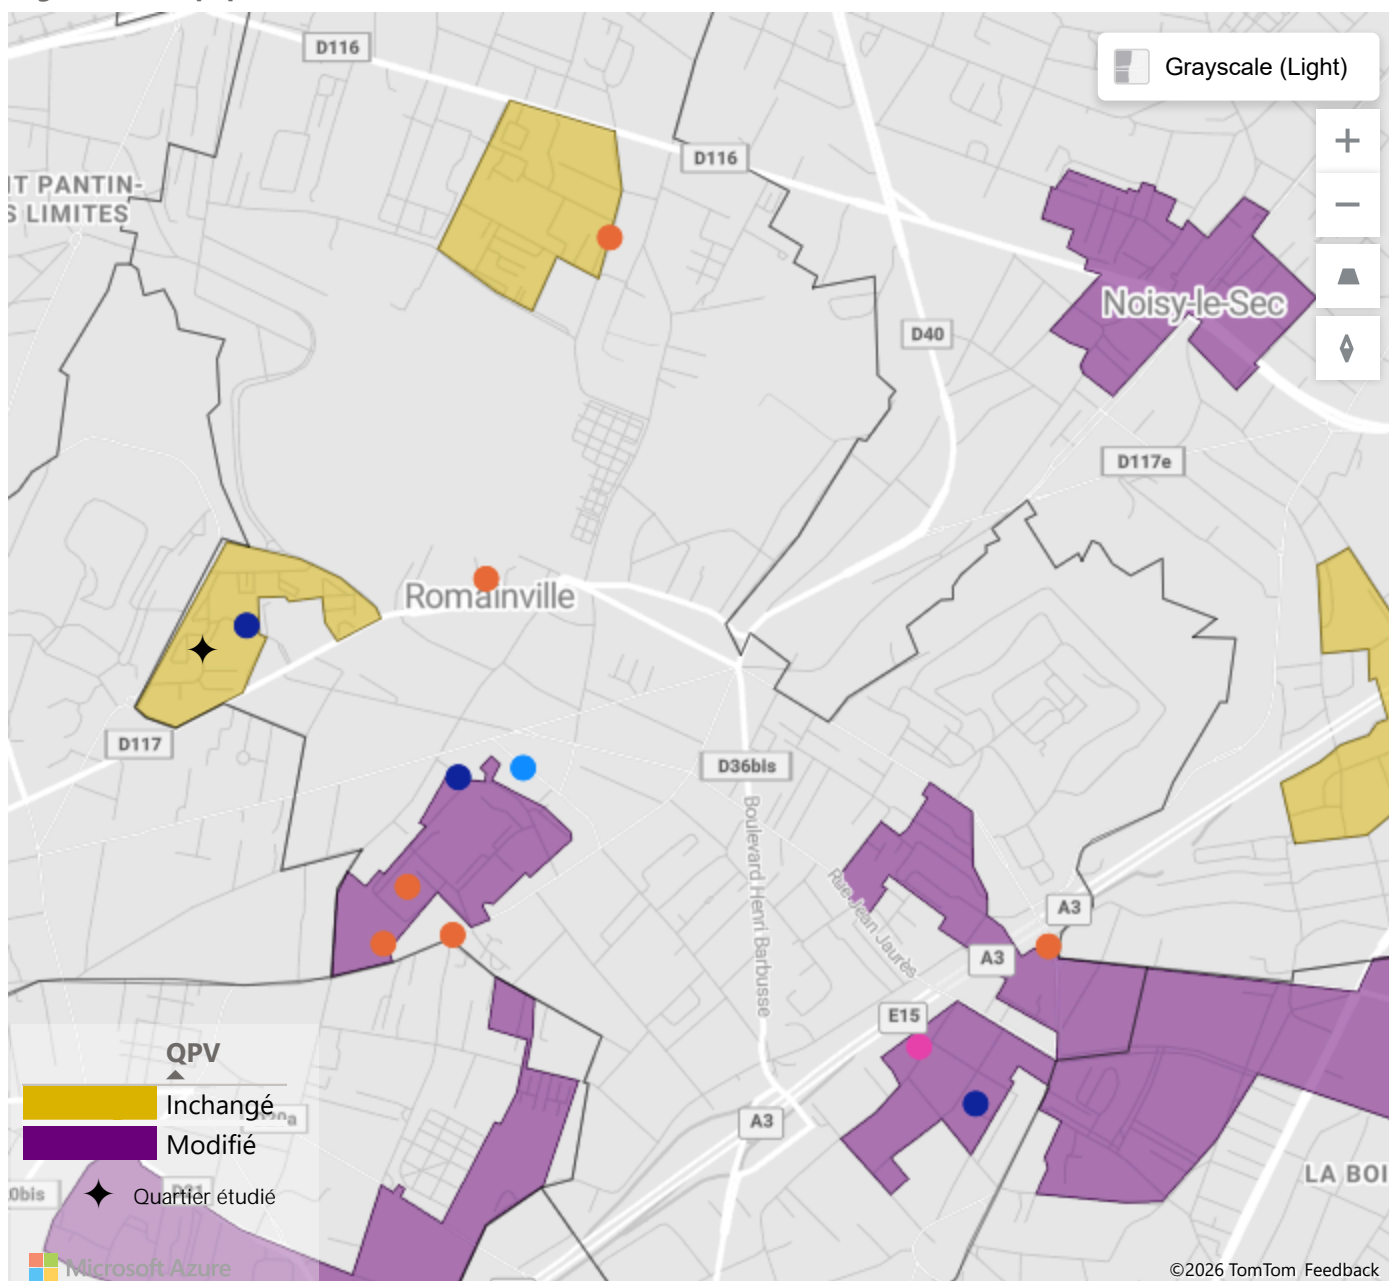 D116
Grayscale (Light)
D116
IT PANTIN-
S LIMITES
Noisy-le-Sec
D40
D117e
Romainville
D117
D36bis
Boulevard Henri Barbusse
Rue Jean Jaurès
A3
A3
E15
A3
QPV
Inchangé
Modifié
Quartier étudié
0bis
LA BOI
Microsoft Azure
©2026 TomTom Feedback